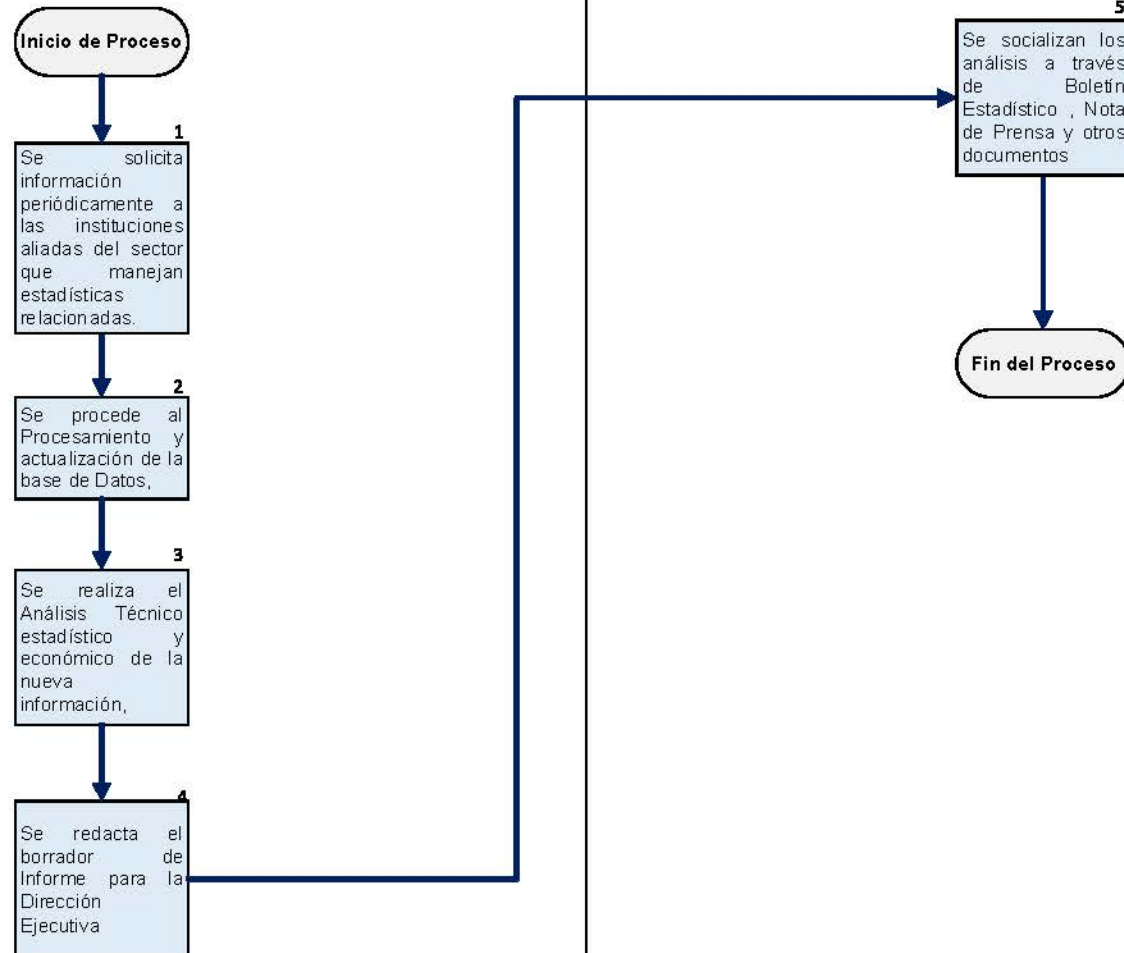 Inicio de Proceso
1
Se solicita
información
periódicamente a
las instituciones
aliadas del sector
que manejan
estadísticas
relacionadas.
2
Se procede al
Procesamiento y
actualización de la
base de Datos,
3
Se realiza el
Análisis Técnico
estadístico y
económico de la
nueva
información,
4
Se redacta el
borrador de
Informe para la
Dirección
Ejecutiva
5
Se socializan los
análisis a través
de Boletín
Estadístico , Nota
de Prensa y otros
documentos
Fin del Proceso